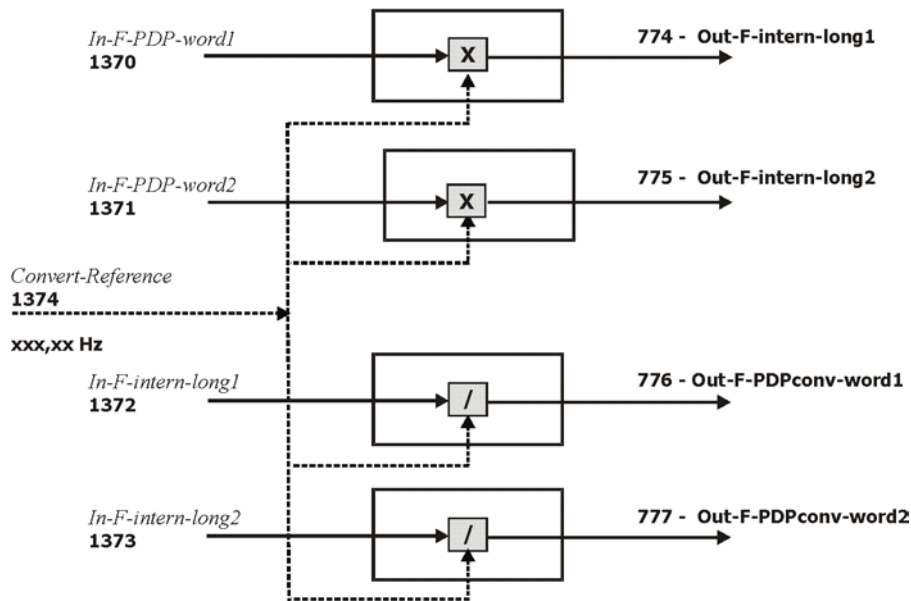 In-F-PDP-word1
1370
X
774 - Out-F-intern-long1
In-F-PDP-word2
1371
X
775 - Out-F-intern-long2
Convert-Reference
1374
xxx,xx Hz
In-F-intern-long1
1372
/
776 - Out-F-PDPconv-word1
In-F-intern-long2
1373
/
777 - Out-F-PDPconv-word2